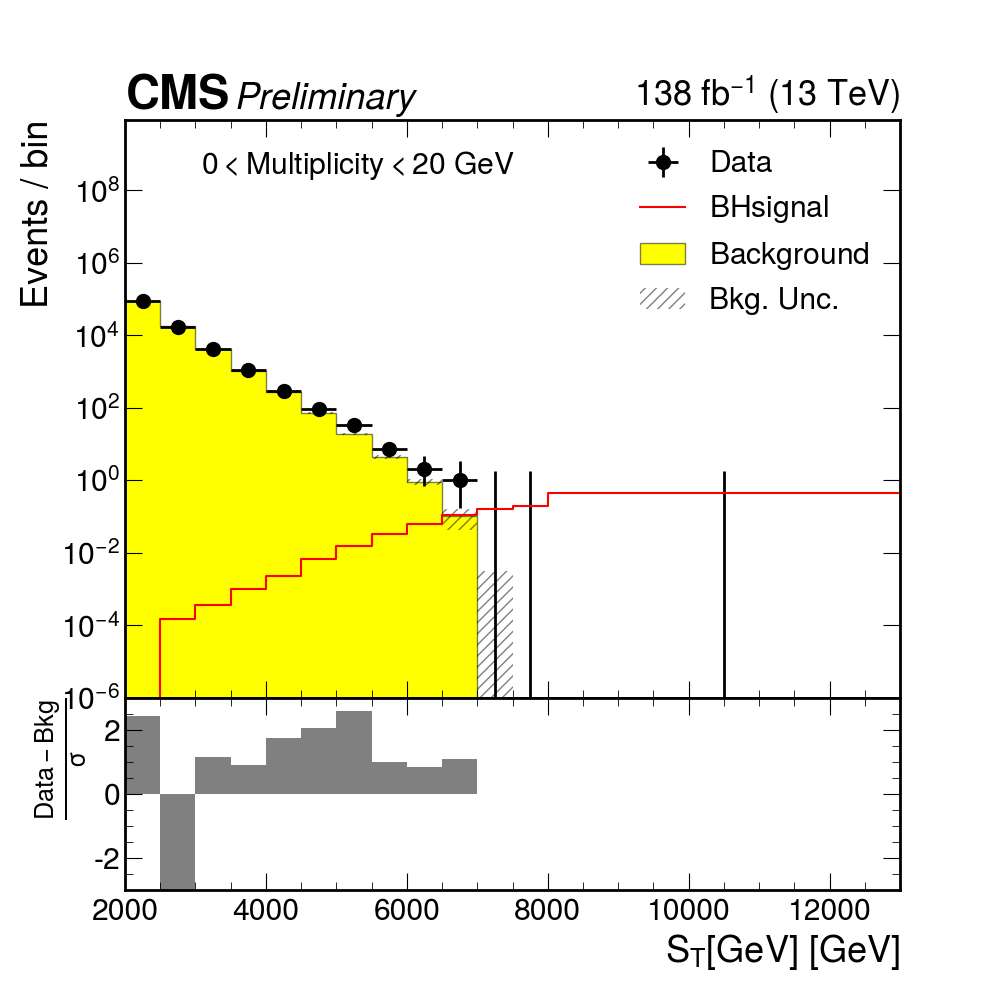 CMS Preliminary
138 fb⁻¹ (13 TeV)
Events / bin
0 < Multiplicity < 20 GeV
Data
BHsignal
Background
Bkg. Unc.
10⁸
10⁶
10⁴
10²
10⁰
10⁻²
10⁻⁴
10⁻⁶
Data − Bkg
σ
2
0
-2
2000 4000 6000 8000 10000 12000
S_T[GeV] [GeV]